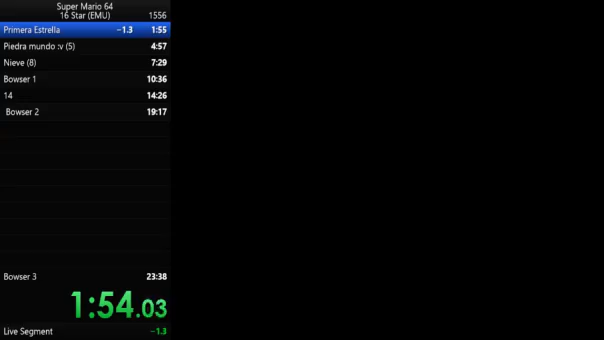 Super Mario 64
16 Star (EMU) 1556
Primera Estrella −1.3 1:55
Piedra mundo :v (5) 4:57
Nieve (8) 7:29
Bowser 1 10:36
14 14:26
Bowser 2 19:17
Bowser 3 23:38
1:54.03
Live Segment −1.3